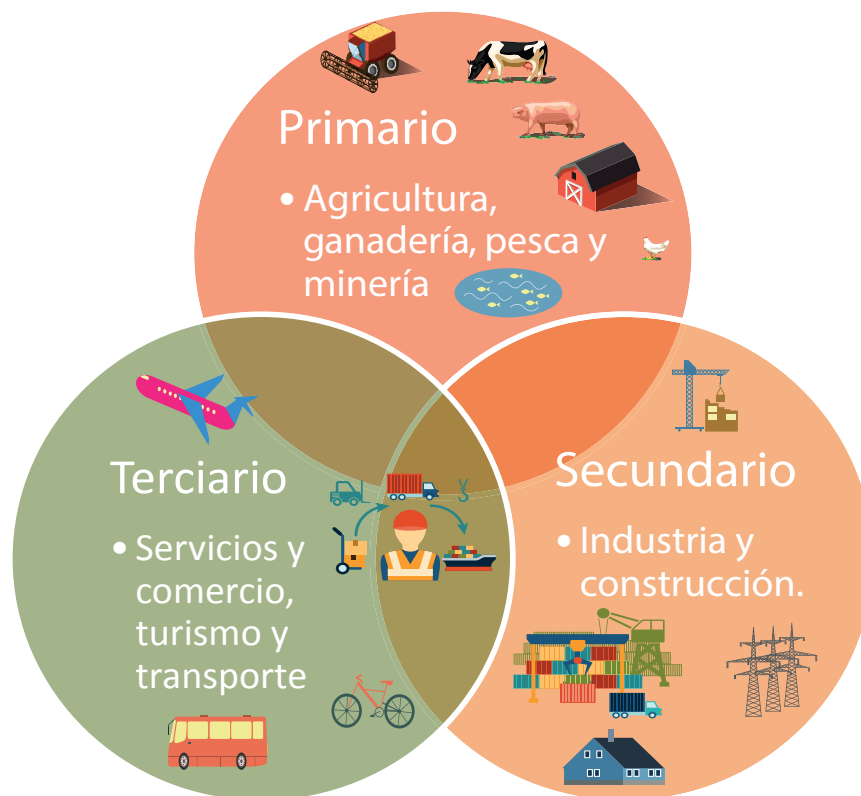 Primario
• Agricultura,
ganadería, pesca y
minería
Terciario
• Servicios y
comercio,
turismo y
transporte
Secundario
• Industria y
construcción.